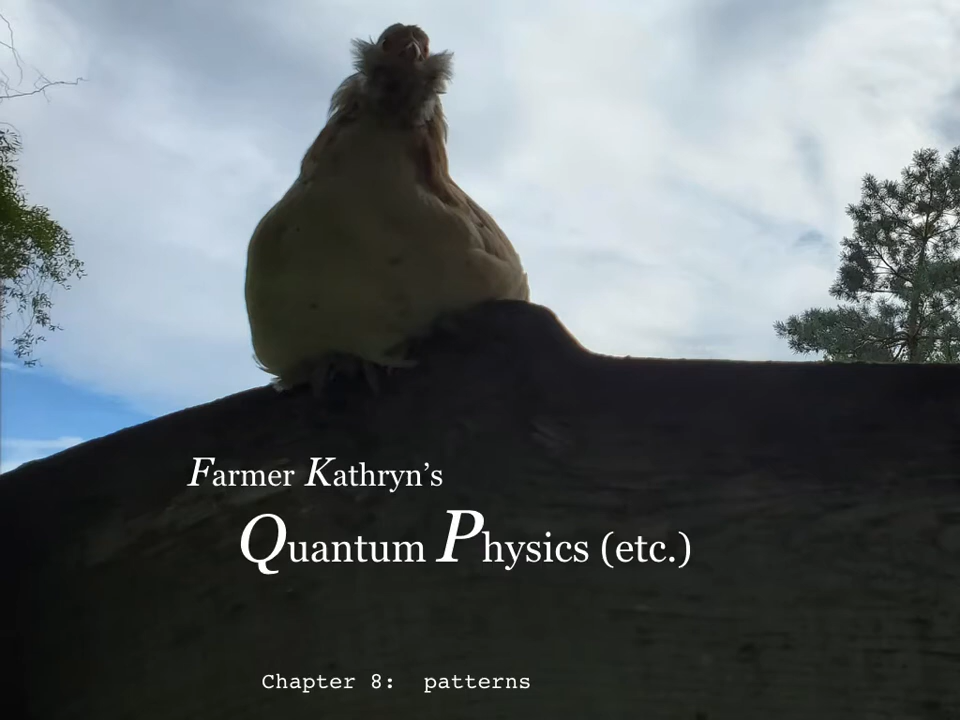 Farmer Kathryn’s
Quantum Physics (etc.)
Chapter 8: patterns